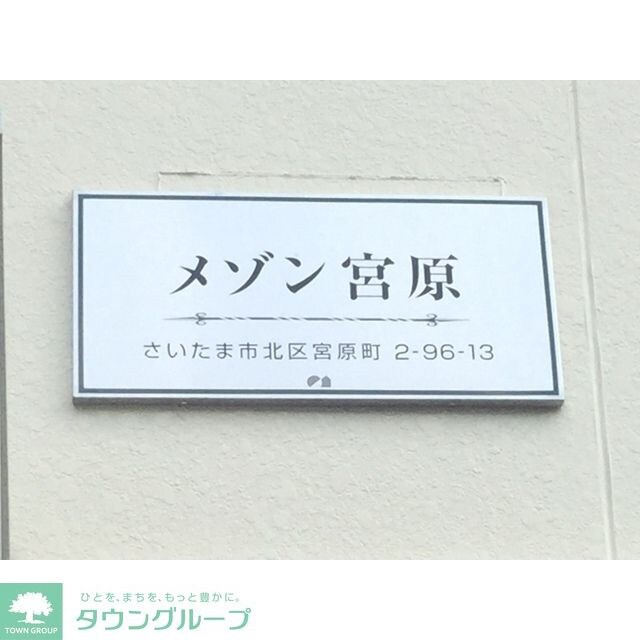 メゾン宮原
さいたま市北区宮原町 2-96-13
ひとを、まちを、もっと豊かに。
タウングループ
TOWN GROUP